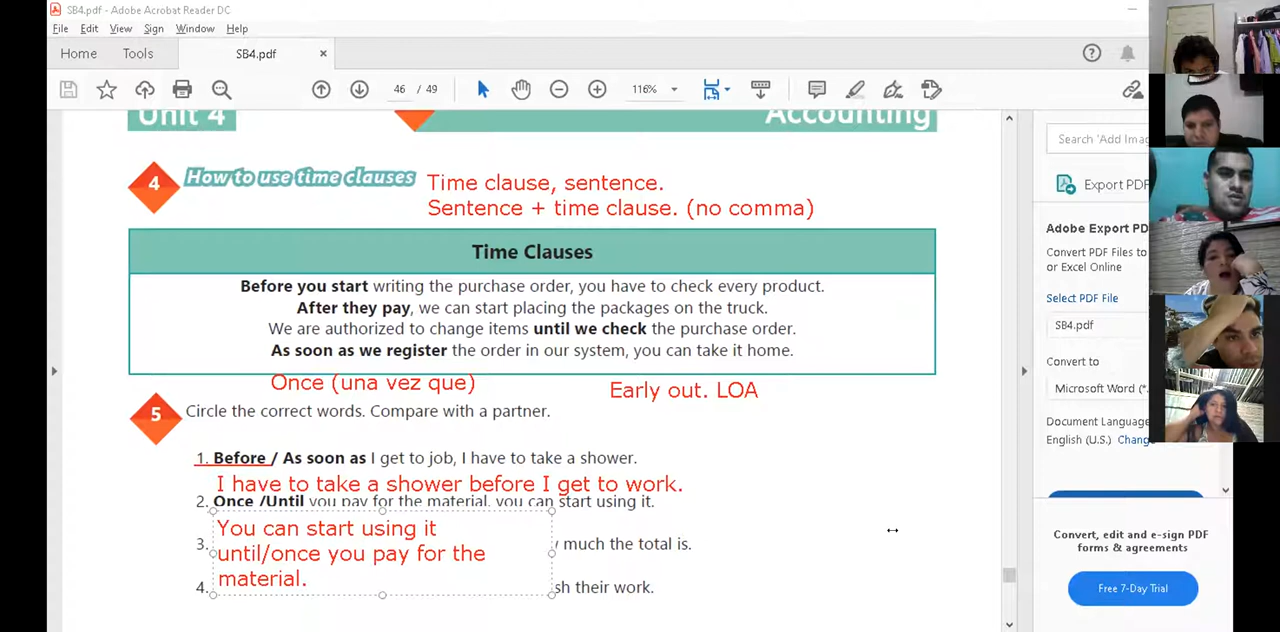 SB4.pdf - Adobe Acrobat Reader DC
File Edit View Sign Window Help
Home Tools SB4.pdf ×
46 / 49 116%
Unit 4 Accounting
Search 'Add Imag
4 How to use time clauses
Time clause, sentence.
Sentence + time clause. (no comma)
Export PDF
Adobe Export PD
Convert PDF Files to
or Excel Online
Select PDF File
SB4.pdf
Convert to
Microsoft Word (*.
Document Language:
English (U.S.) Change
Time Clauses
Before you start writing the purchase order, you have to check every product.
After they pay, we can start placing the packages on the truck.
We are authorized to change items until we check the purchase order.
As soon as we register the order in our system, you can take it home.
Once (una vez que) Early out. LOA
5 Circle the correct words. Compare with a partner.
1. Before / As soon as I get to job, I have to take a shower.
I have to take a shower before I get to work.
2. Once /Until you pay for the material, you can start using it.
You can start using it
until/once you pay for the
material.
3. much the total is.
4. sh their work.
Convert, edit and e-sign PDF
forms & agreements
Free 7-Day Trial